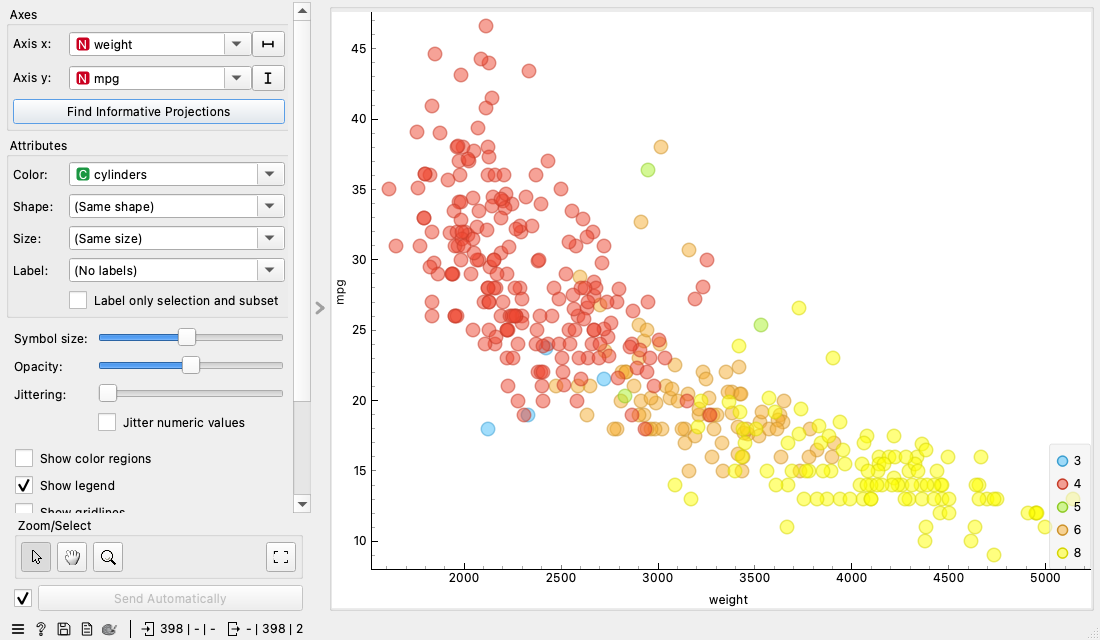 Axes
Axis x: N weight
Axis y: N mpg
Find Informative Projections
Attributes
Color: C cylinders
Shape: (Same shape)
Size: (Same size)
Label: (No labels)
Label only selection and subset
Symbol size:
Opacity:
Jittering:
Jitter numeric values
Show color regions
Show legend
Show gridlines
Zoom/Select
Send Automatically
? 398 | - | - - | 398 | 2
mpg
45
40
35
30
25
20
15
10
2000 2500 3000 3500 4000 4500 5000
weight
3
4
5
6
8